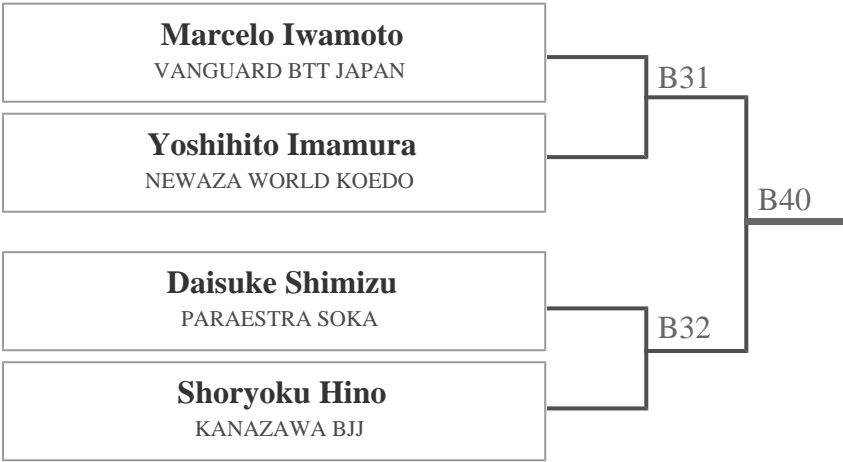 Marcelo Iwamoto
VANGUARD BTT JAPAN
B31
Yoshihito Imamura
NEWAZA WORLD KOEDO
B40
Daisuke Shimizu
PARAESTRA SOKA
B32
Shoryoku Hino
KANAZAWA BJJ